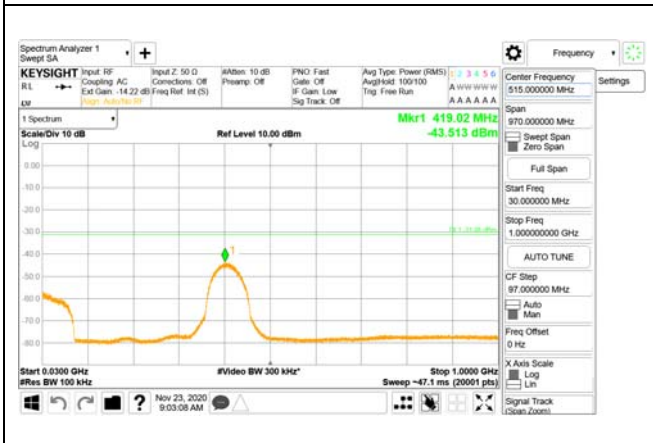 Spectrum Analyzer 1
Swept SA
Frequency
KEYSIGHT
RL
Input: RF
Coupling: AC
Ext Gain: -14.22 dB
Align: Auto/No RF
Input Z: 50 Ω
Corrections: Off
Freq Ref: Int (S)
#Atten: 10 dB
Preamp: Off
PNO: Fast
Gate: Off
IF Gain: Low
Sig Track: Off
Avg Type: Power (RMS)
Avg|Hold: 100/100
Trig: Free Run
1 2 3 4 5 6
A W W W W W
A A A A A A
1 Spectrum
Scale/Div 10 dB
Ref Level 10.00 dBm
Mkr1 419.02 MHz
-43.513 dBm
Log
0.00
-10.0
-20.0
-30.0
-40.0
-50.0
-60.0
-70.0
-80.0
1
Start 0.0300 GHz
#Res BW 100 kHz
#Video BW 300 kHz*
Stop 1.0000 GHz
Sweep ~47.1 ms (20001 pts)
Nov 23, 2020
9:03:08 AM
?
Center Frequency
515.000000 MHz
Settings
Span
970.000000 MHz
Swept Span
Zero Span
Full Span
Start Freq
30.000000 MHz
Stop Freq
1.000000000 GHz
AUTO TUNE
CF Step
97.000000 MHz
Auto
Man
Freq Offset
0 Hz
X Axis Scale
Log
Lin
Signal Track
(Span Zoom)